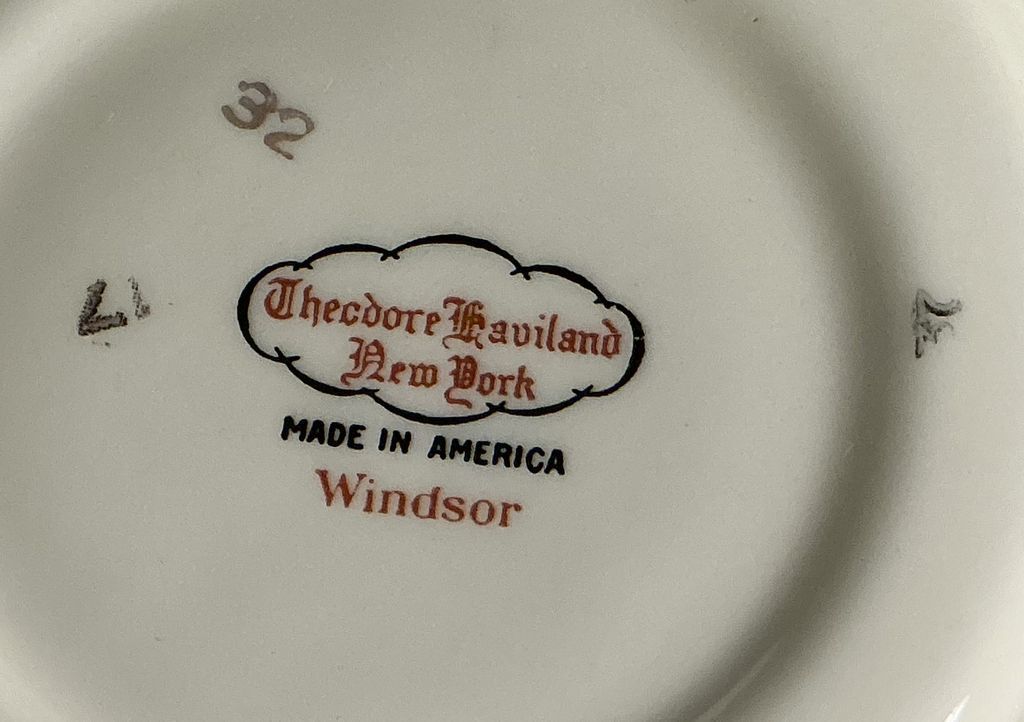 32
Theodore Haviland
New York
MADE IN AMERICA
Windsor